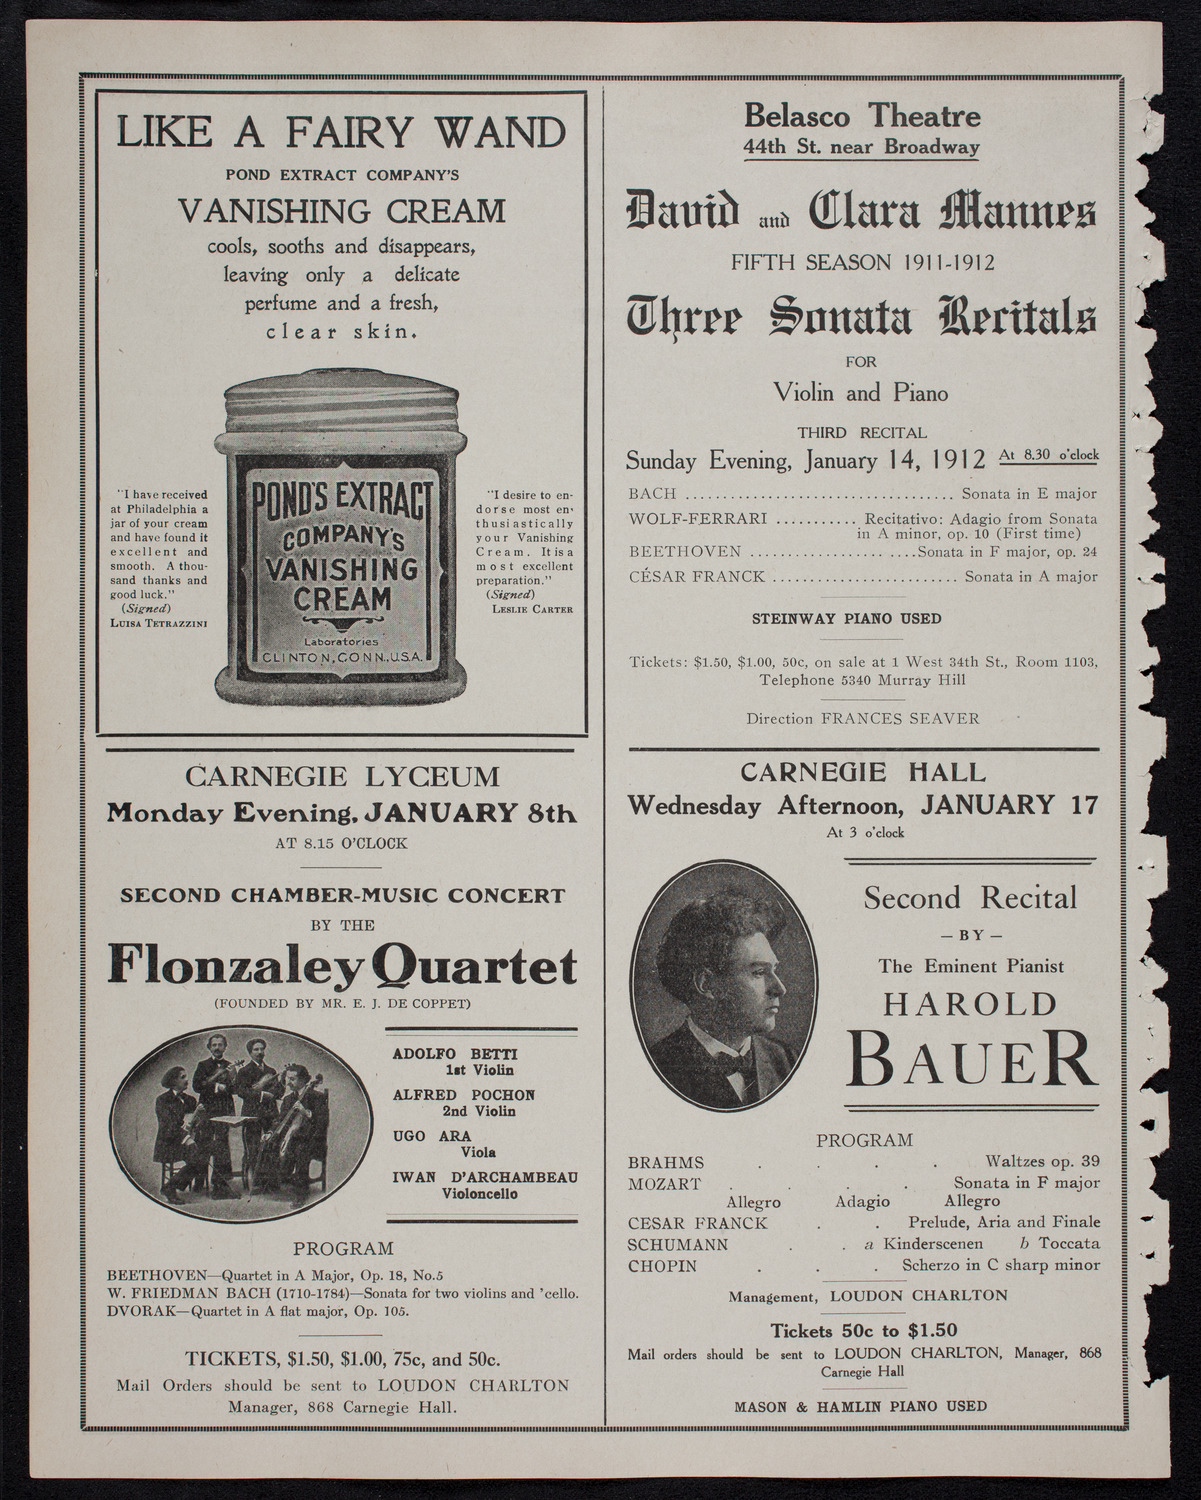 LIKE A FAIRY WAND
POND EXTRACT COMPANY'S
VANISHING CREAM
cools, sooths and disappears,
leaving only a delicate
perfume and a fresh,
clear skin.
"I have received
at Philadelphia a
jar of your cream
and have found it
excellent and
smooth. A thou-
sand thanks and
good luck."
(Signed)
LUISA TETRAZZINI
POND'S EXTRACT
COMPANY'S
VANISHING
CREAM
Laboratories
CLINTON, CONN., U.S.A.
"I desire to en-
dorse most en-
thusiastically
your Vanishing
Cream. It is a
most excellent
preparation."
(Signed)
LESLIE CARTER
CARNEGIE LYCEUM
Monday Evening, JANUARY 8th
AT 8.15 O'CLOCK
SECOND CHAMBER-MUSIC CONCERT
BY THE
Flonzaley Quartet
(FOUNDED BY MR. E. J. DE COPPET)
ADOLFO BETTI
1st Violin
ALFRED POCHON
2nd Violin
UGO ARA
Viola
IWAN D'ARCHAMBEAU
Violoncello
PROGRAM
BEETHOVEN—Quartet in A Major, Op. 18, No.5
W. FRIEDMAN BACH (1710-1784)—Sonata for two violins and 'cello.
DVORAK—Quartet in A flat major, Op. 105.
TICKETS, $1.50, $1.00, 75c, and 50c.
Mail Orders should be sent to LOUDON CHARLTON
Manager, 868 Carnegie Hall.
Belasco Theatre
44th St. near Broadway
David and Clara Mannes
FIFTH SEASON 1911-1912
Three Sonata Recitals
FOR
Violin and Piano
THIRD RECITAL
Sunday Evening, January 14, 1912 At 8.30 o'clock
BACH .................................... Sonata in E major
WOLF-FERRARI ........... Recitativo: Adagio from Sonata
in A minor, op. 10 (First time)
BEETHOVEN ...................... Sonata in F major, op. 24
CÉSAR FRANCK ......................... Sonata in A major
STEINWAY PIANO USED
Tickets: $1.50, $1.00, 50c, on sale at 1 West 34th St., Room 1103,
Telephone 5340 Murray Hill
Direction FRANCES SEAVER
CARNEGIE HALL
Wednesday Afternoon, JANUARY 17
At 3 o'clock
Second Recital
— BY —
The Eminent Pianist
HAROLD
BAUER
PROGRAM
BRAHMS . . . . Waltzes op. 39
MOZART . . . . Sonata in F major
Allegro Adagio Allegro
CESAR FRANCK . . Prelude, Aria and Finale
SCHUMANN . . a Kinderscenen b Toccata
CHOPIN . . . Scherzo in C sharp minor
Management, LOUDON CHARLTON
Tickets 50c to $1.50
Mail orders should be sent to LOUDON CHARLTON, Manager, 868
Carnegie Hall
MASON & HAMLIN PIANO USED